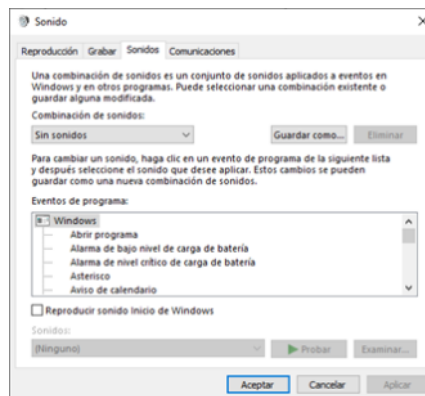 Sonido
Reproducción Grabar Sonidos Comunicaciones
Una combinación de sonidos es un conjunto de sonidos aplicados a eventos en
Windows y en otros programas. Puede seleccionar una combinación existente o
guardar alguna modificada.
Combinación de sonidos:
Sin sonidos
Guardar como...
Eliminar
Para cambiar un sonido, haga clic en un evento de programa de la siguiente lista
y después seleccione el sonido que desee aplicar. Estos cambios se pueden
guardar como una nueva combinación de sonidos.
Eventos de programa:
Windows
Abrir programa
Alarma de bajo nivel de carga de batería
Alarma de nivel crítico de carga de batería
Asterisco
Aviso de calendario
Reproducir sonido Inicio de Windows
Sonidos:
(Ninguno)
Probar
Examinar...
Aceptar
Cancelar
Aplicar